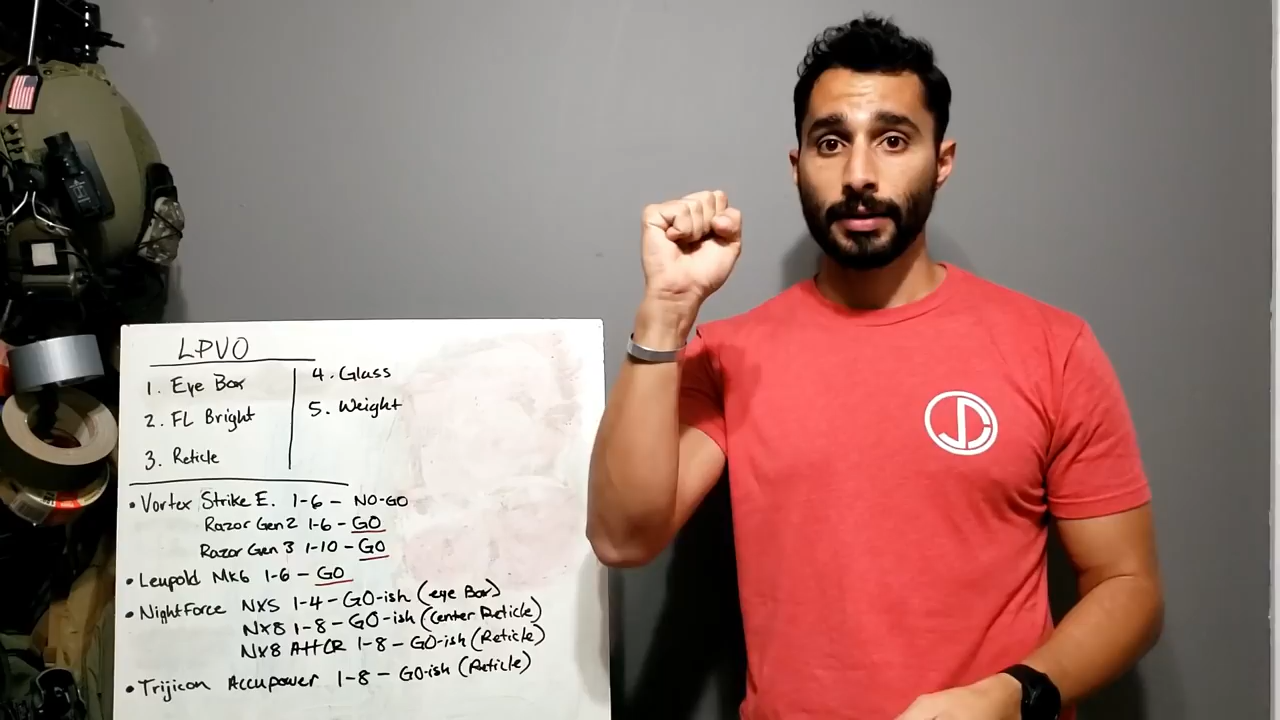 LPVO
1. Eye Box
2. FL Bright
3. Reticle
4. Glass
5. Weight
• Vortex Strike E. 1-6 - NO-GO
Razor Gen2 1-6 - GO
Razor Gen 3 1-10 - GO
• Leupold MK6 1-6 - GO
• NightForce NXS 1-4 - GO-ish (eye Box)
NX8 1-8 - GO-ish (center Reticle)
NX8 ATACR 1-8 - GO-ish (Reticle)
• Trijicon Accupower 1-8 - GO-ish (Reticle)